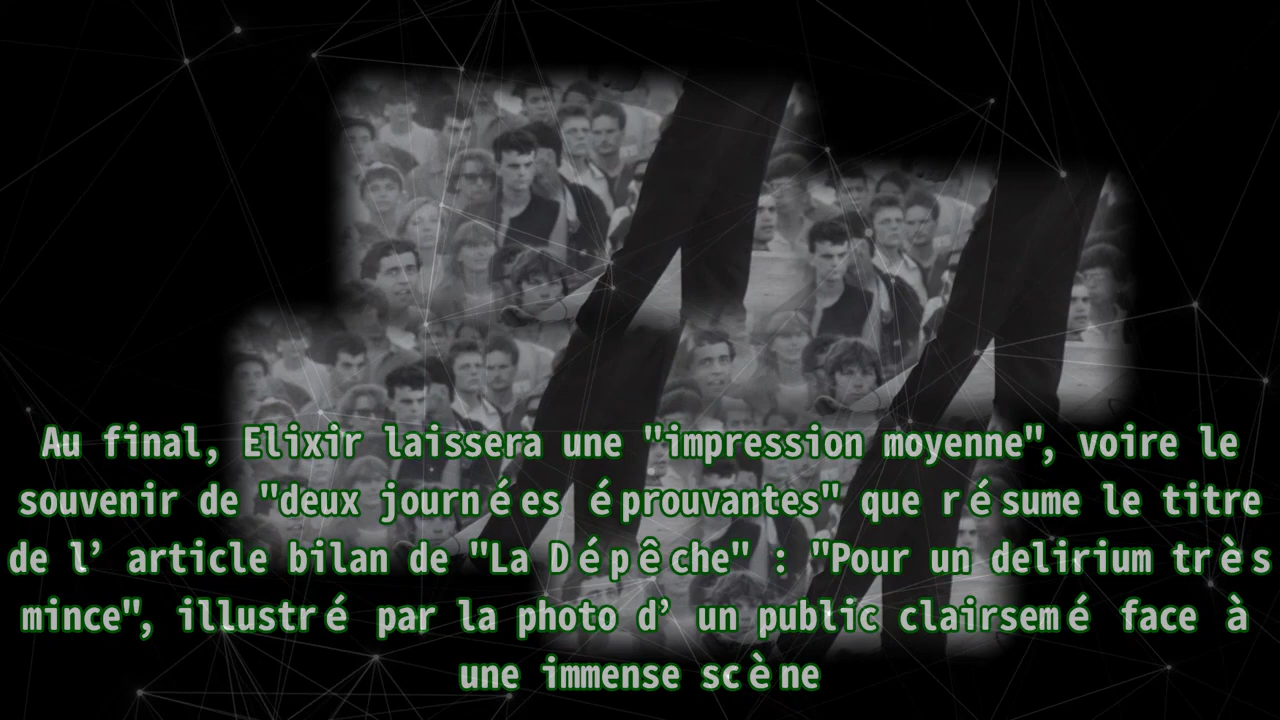 Au final, Elixir laissera une "impression moyenne", voire le
souvenir de "deux journées éprouvantes" que résume le titre
de l’ article bilan de "La Dépêche" : "Pour un delirium très
mince", illustré par la photo d’ un public clairsemé face à
une immense scène